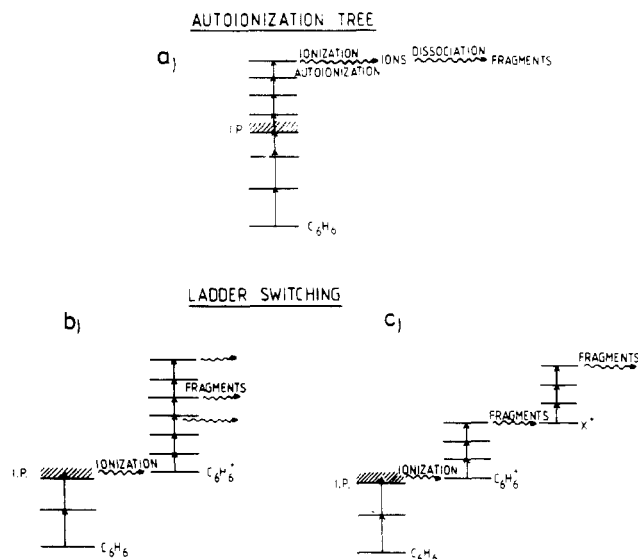 AUTOIONIZATION TREE
a)
IONIZATION
IONS
DISSOCIATION
FRAGMENTS
AUTOIONIZATION
I.P.
C6H6
LADDER SWITCHING
b)
c)
FRAGMENTS
FRAGMENTS
FRAGMENTS
X+
I.P.
IONIZATION
C6H6+
I.P.
IONIZATION
C6H6+
C6H6
C6H6